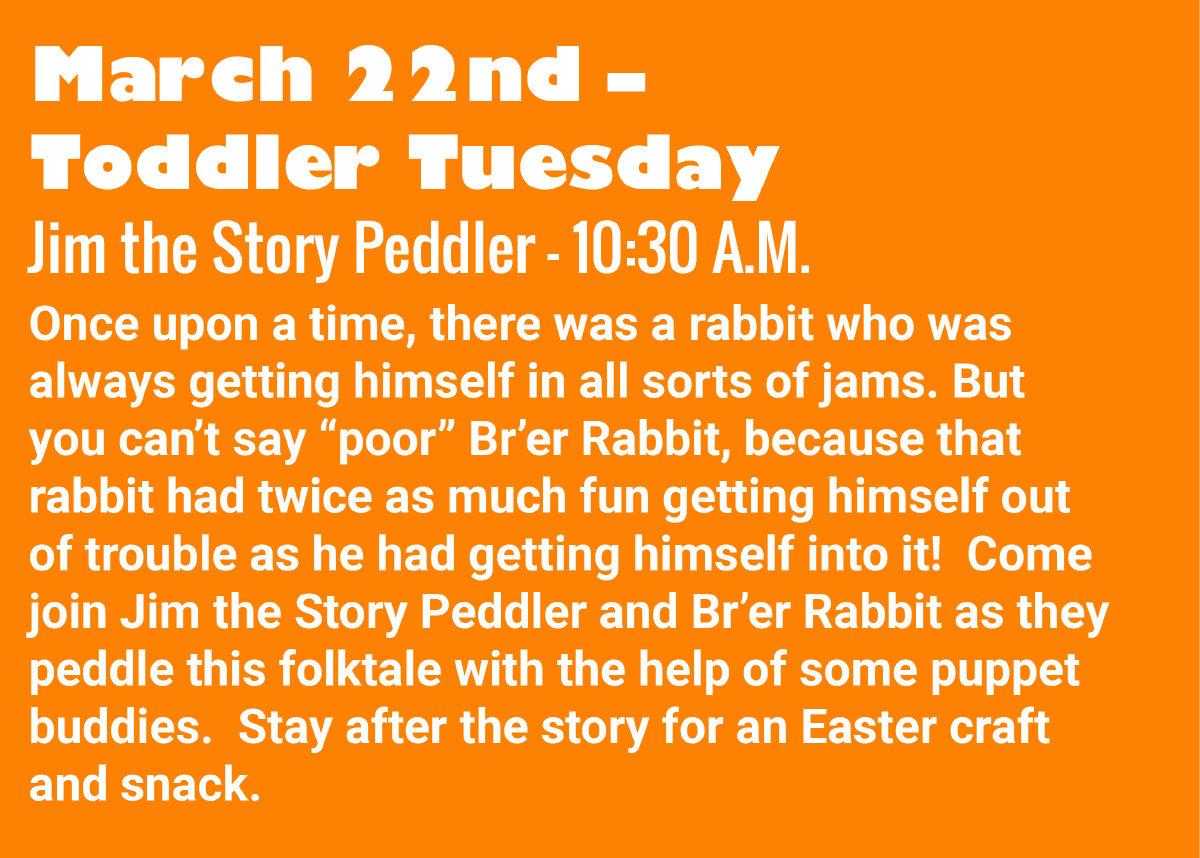 March 22nd –
Toddler Tuesday
Jim the Story Peddler - 10:30 A.M.
Once upon a time, there was a rabbit who was
always getting himself in all sorts of jams. But
you can’t say “poor” Br’er Rabbit, because that
rabbit had twice as much fun getting himself out
of trouble as he had getting himself into it!  Come
join Jim the Story Peddler and Br’er Rabbit as they
peddle this folktale with the help of some puppet
buddies.  Stay after the story for an Easter craft
and snack.